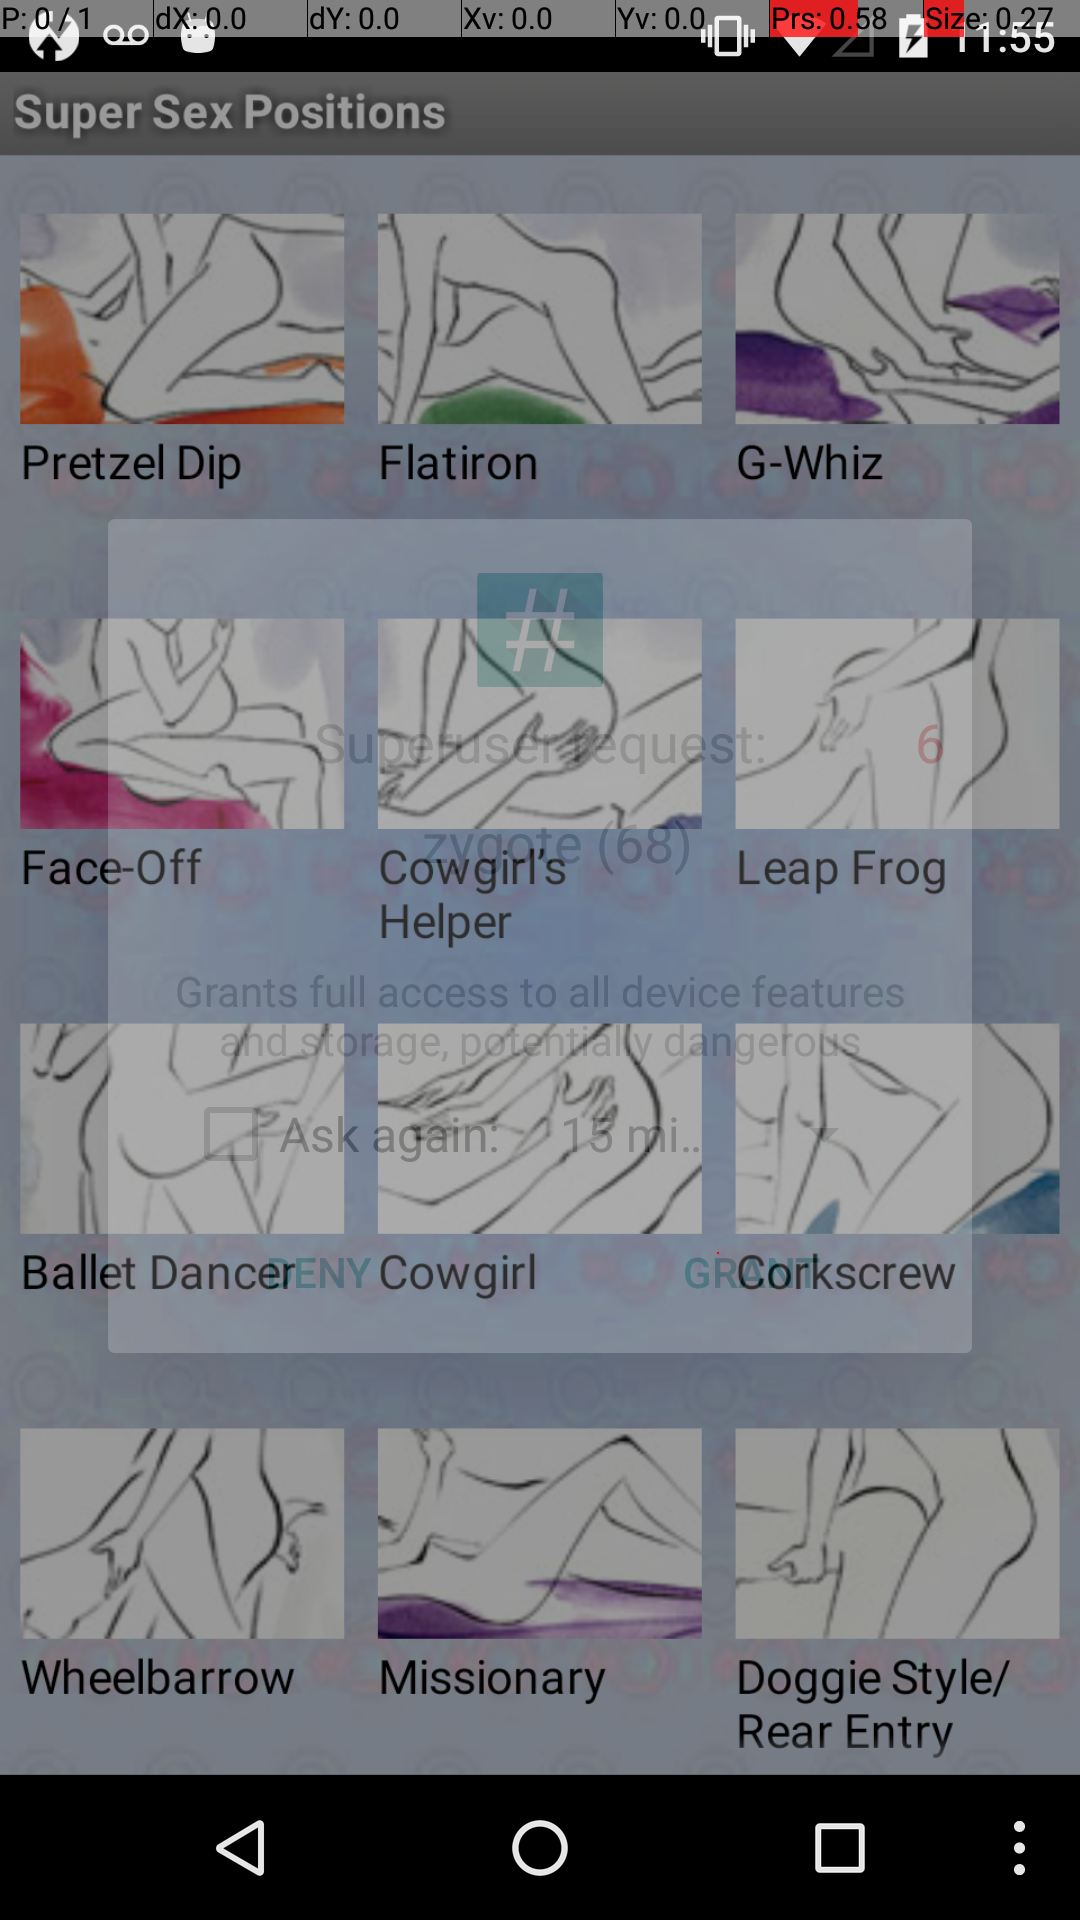 P: 0 / 1 dX: 0.0 dY: 0.0 Xv: 0.0 Yv: 0.0 Prs: 0.58 Size: 0.27
11:55
Super Sex Positions
Pretzel Dip Flatiron G-Whiz
#
Superuser request: 6
zygote (68)
Face-Off Cowgirl's Helper Leap Frog
Grants full access to all device features
and storage, potentially dangerous
Ask again: 15 mi..
DENY GRANT
Ballet Dancer Cowgirl Corkscrew
Wheelbarrow Missionary Doggie Style/
Rear Entry